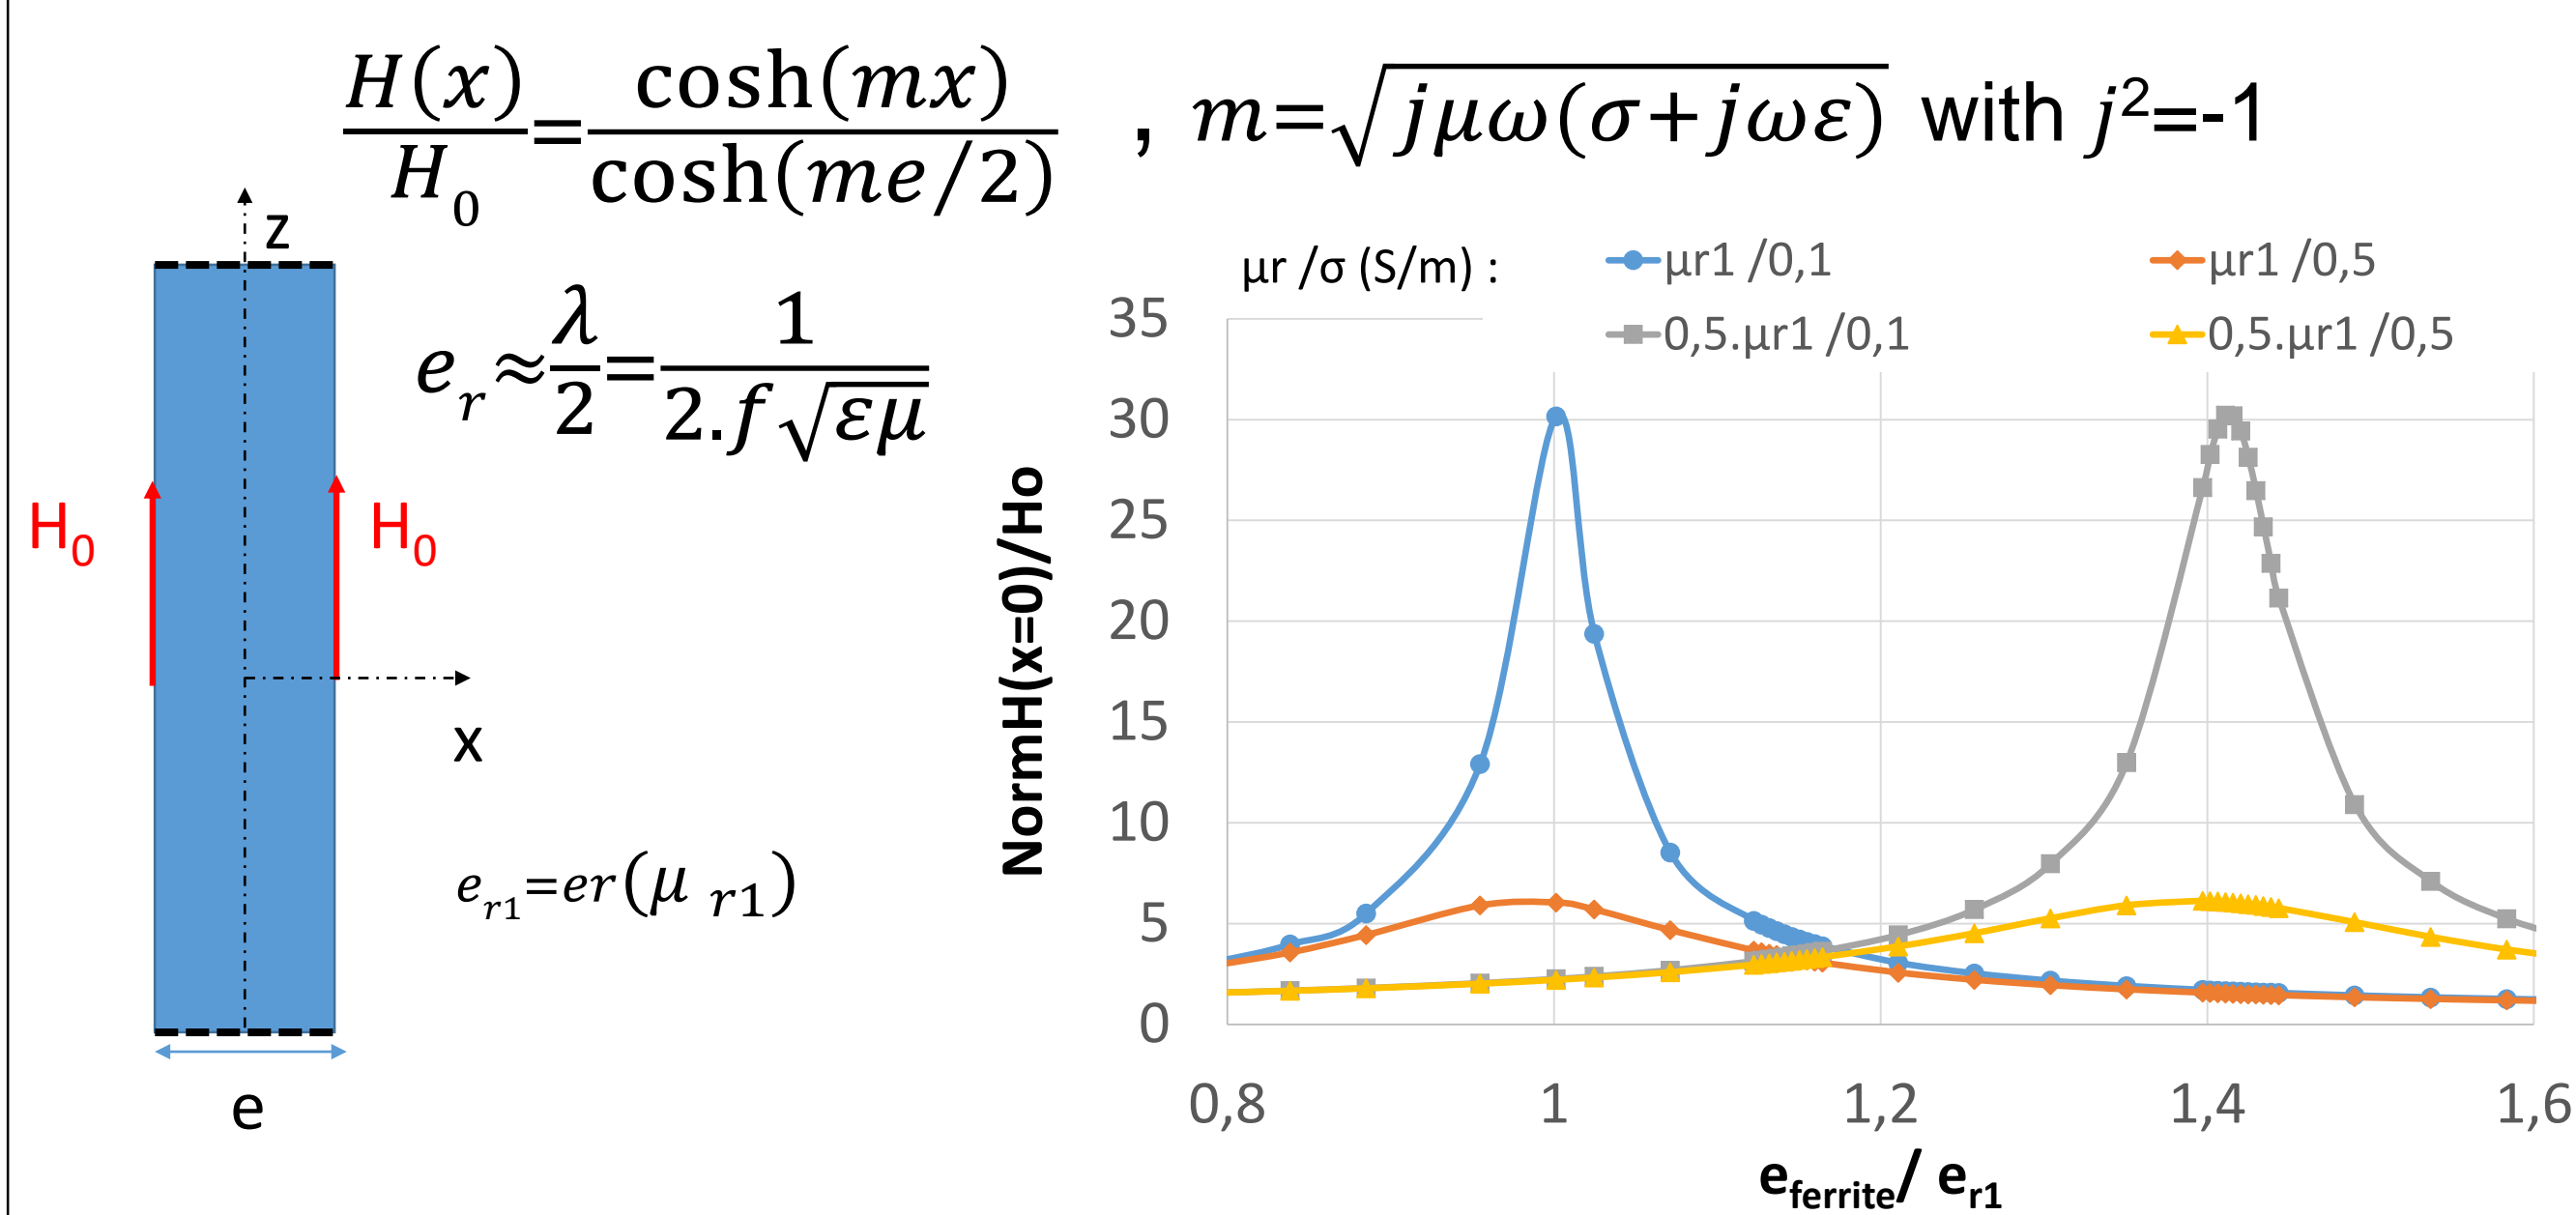 H(x)/H₀=cosh(mx)/cosh(me/2) , m=√(jμω(σ+jωε)) with j²=-1
z
eᵣ≈λ/2=1/(2.f√(εμ))
H₀ H₀
x
eᵣ₁=er(μ ᵣ₁)
e
μr /σ (S/m) : μr1 /0,1 μr1 /0,5
0,5.μr1 /0,1 0,5.μr1 /0,5
NormH(x=0)/Ho
35
30
25
20
15
10
5
0
0,8 1 1,2 1,4 1,6
e_ferrite/ e_r1